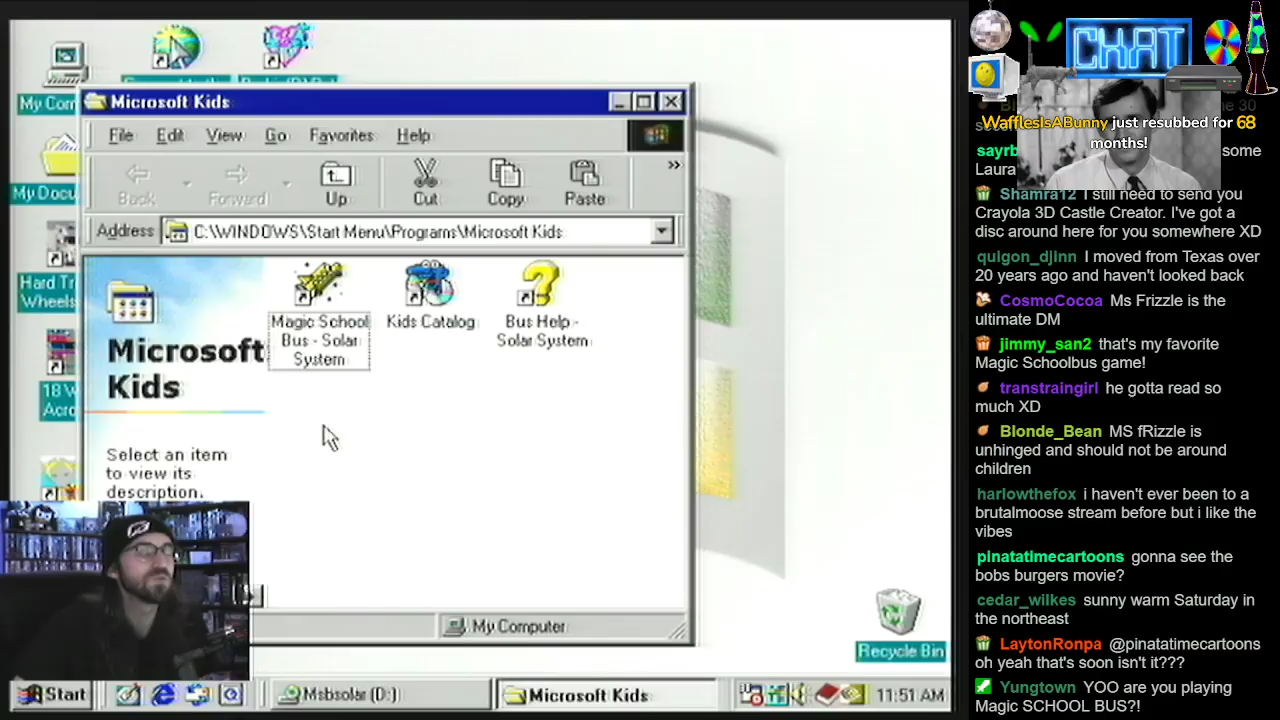 My Com
My Docu
Hard Tr
Wheels
18 W
Acro
Microsoft Kids
File Edit View Go Favorites Help
Back Forward Up Cut Copy Paste »
Address C:\WINDOWS\Start Menu\Programs\Microsoft Kids
Microsoft
Kids
Select an item
to view its
description.
Magic School
Bus - Solar
System
Kids Catalog
Bus Help -
Solar System
My Computer
Recycle Bin
Start
Msbsolar (D:)
Microsoft Kids
11:51 AM
CHAT
WafflesIsABunny just resubbed for 68
months!
sayrb some
Laura
Shamra12 I still need to send you
Crayola 3D Castle Creator. I've got a
disc around here for you somewhere XD
quigon_djinn I moved from Texas over
20 years ago and haven't looked back
CosmoCocoa Ms Frizzle is the
ultimate DM
jimmy_san2 that's my favorite
Magic Schoolbus game!
transtraingirl he gotta read so
much XD
Blonde_Bean MS fRizzle is
unhinged and should not be around
children
harlowthefox i haven't ever been to a
brutalmoose stream before but i like the
vibes
pinatatimecartoons gonna see the
bobs burgers movie?
cedar_wilkes sunny warm Saturday in
the northeast
LaytonRonpa @pinatatimecartoons
oh yeah that's soon isn't it???
Yungtown YOO are you playing
Magic SCHOOL BUS?!